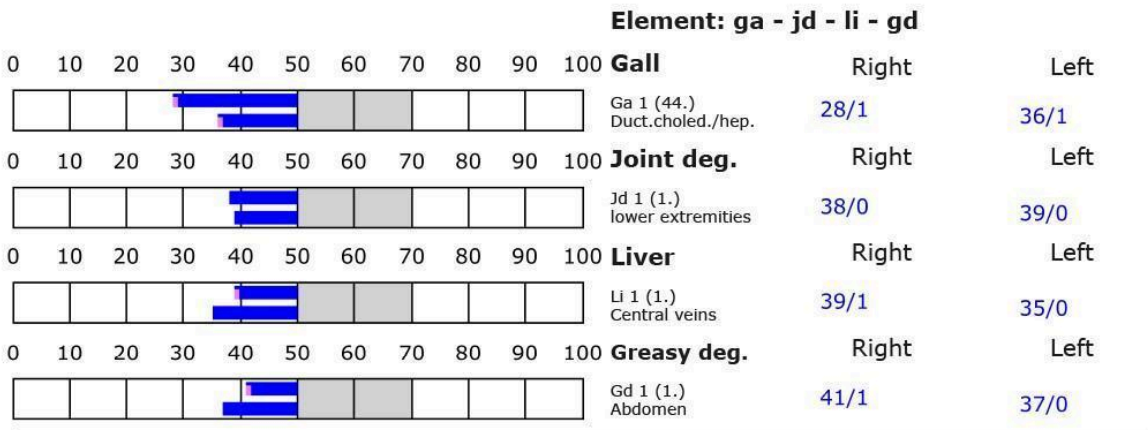 Element: ga - jd - li - gd
0 10 20 30 40 50 60 70 80 90 100 Gall Right Left
Ga 1 (44.)
Duct.choled./hep. 28/1 36/1
0 10 20 30 40 50 60 70 80 90 100 Joint deg. Right Left
Jd 1 (1.)
lower extremities 38/0 39/0
0 10 20 30 40 50 60 70 80 90 100 Liver Right Left
Li 1 (1.)
Central veins 39/1 35/0
0 10 20 30 40 50 60 70 80 90 100 Greasy deg. Right Left
Gd 1 (1.)
Abdomen 41/1 37/0